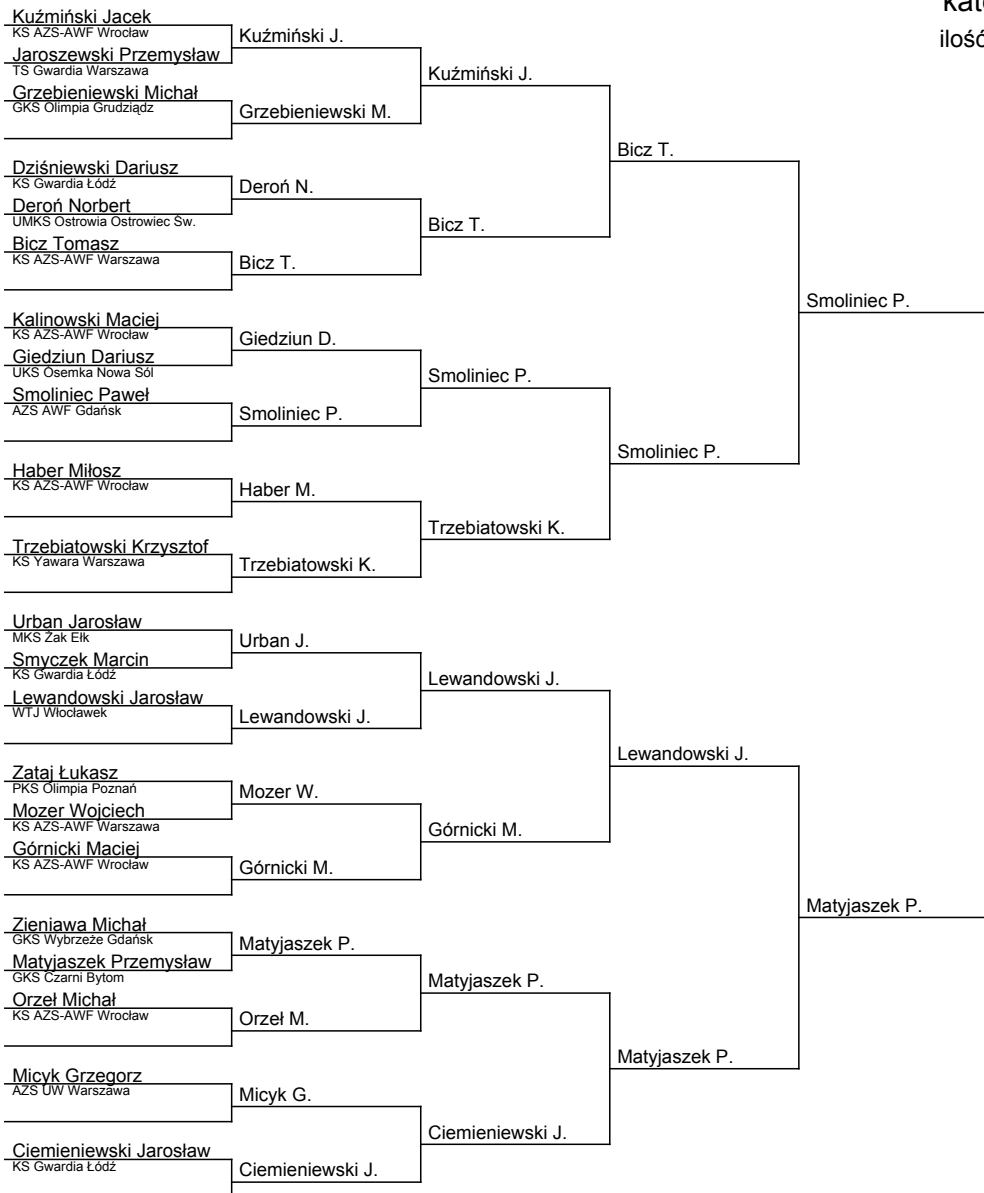 kate
ilość
Kuźmiński Jacek
KS AZS-AWF Wrocław
Jaroszewski Przemysław
TS Gwardia Warszawa
Grzebieniewski Michał
GKS Olimpia Grudziądz
Dziśniewski Dariusz
KS Gwardia Łódź
Deroń Norbert
UMKS Ostrowia Ostrowiec Św.
Bicz Tomasz
KS AZS-AWF Warszawa
Kalinowski Maciej
KS AZS-AWF Wrocław
Giedziun Dariusz
UKS Ósemka Nowa Sól
Smoliniec Paweł
AZS AWF Gdańsk
Haber Miłosz
KS AZS-AWF Wrocław
Trzebiatowski Krzysztof
KS Yawara Warszawa
Urban Jarosław
MKS Żak Ełk
Smyczek Marcin
KS Gwardia Łódź
Lewandowski Jarosław
WTJ Włocławek
Zataj Łukasz
PKS Olimpia Poznań
Mozer Wojciech
KS AZS-AWF Warszawa
Górnicki Maciej
KS AZS-AWF Wrocław
Zieniawa Michał
GKS Wybrzeże Gdańsk
Matyjaszek Przemysław
GKS Czarni Bytom
Orzeł Michał
KS AZS-AWF Wrocław
Micyk Grzegorz
AZS UW Warszawa
Ciemieniewski Jarosław
KS Gwardia Łódź
Kuźmiński J.
Grzebieniewski M.
Deroń N.
Bicz T.
Giedziun D.
Smoliniec P.
Haber M.
Trzebiatowski K.
Urban J.
Lewandowski J.
Mozer W.
Górnicki M.
Matyjaszek P.
Orzeł M.
Micyk G.
Ciemieniewski J.
Kuźmiński J.
Bicz T.
Smoliniec P.
Trzebiatowski K.
Lewandowski J.
Górnicki M.
Matyjaszek P.
Ciemieniewski J.
Bicz T.
Smoliniec P.
Lewandowski J.
Matyjaszek P.
Smoliniec P.
Matyjaszek P.